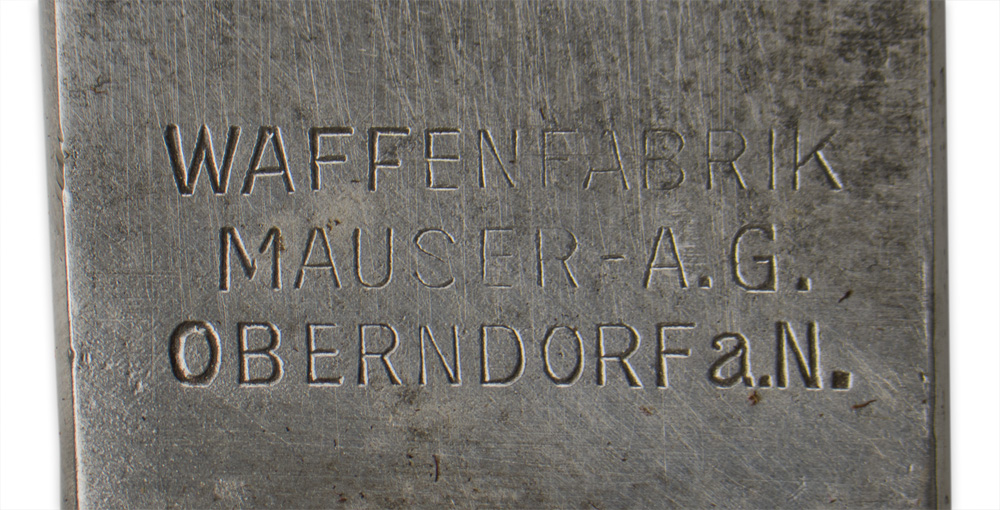 WAFFENFABRIK
MAUSER-A.G.
OBERNDORF a.N.